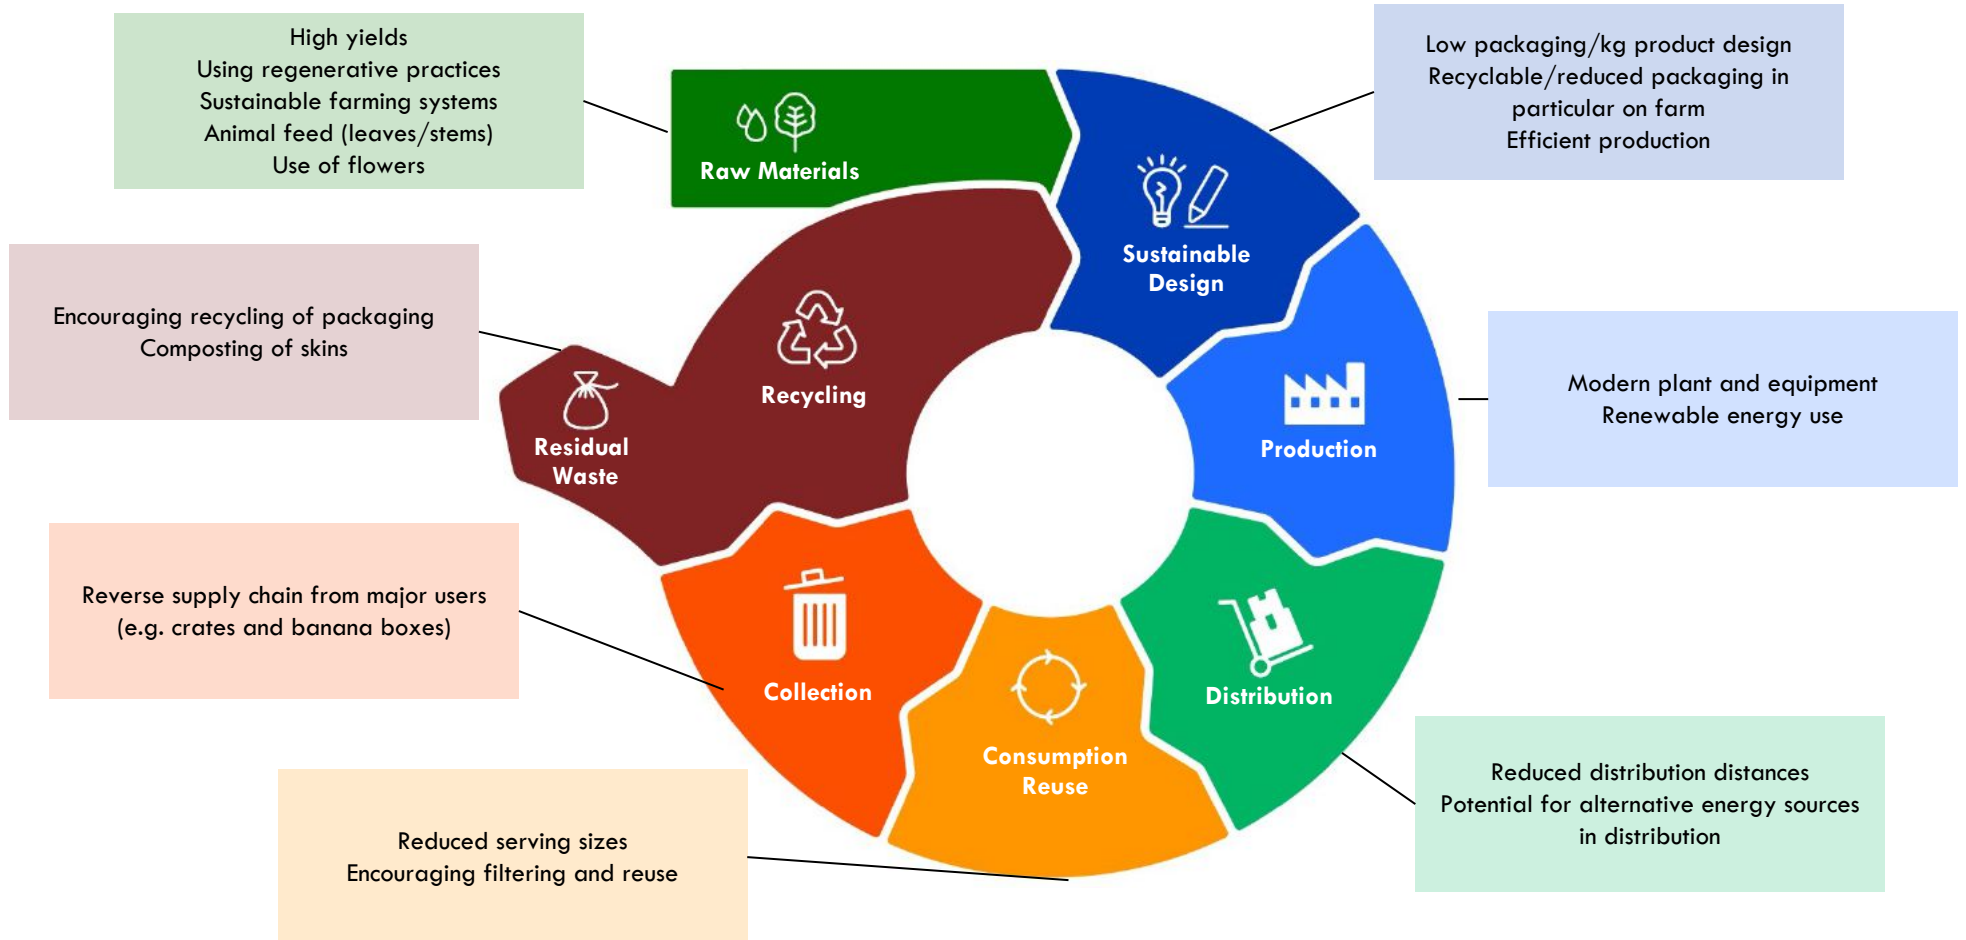 High yields
Using regenerative practices
Sustainable farming systems
Animal feed (leaves/stems)
Use of flowers
Low packaging/kg product design
Recyclable/reduced packaging in
particular on farm
Efficient production
Raw Materials
Sustainable
Design
Encouraging recycling of packaging
Composting of skins
Recycling
Residual
Waste
Production
Modern plant and equipment
Renewable energy use
Reverse supply chain from major users
(e.g. crates and banana boxes)
Collection
Distribution
Consumption
Reuse
Reduced distribution distances
Potential for alternative energy sources
in distribution
Reduced serving sizes
Encouraging filtering and reuse